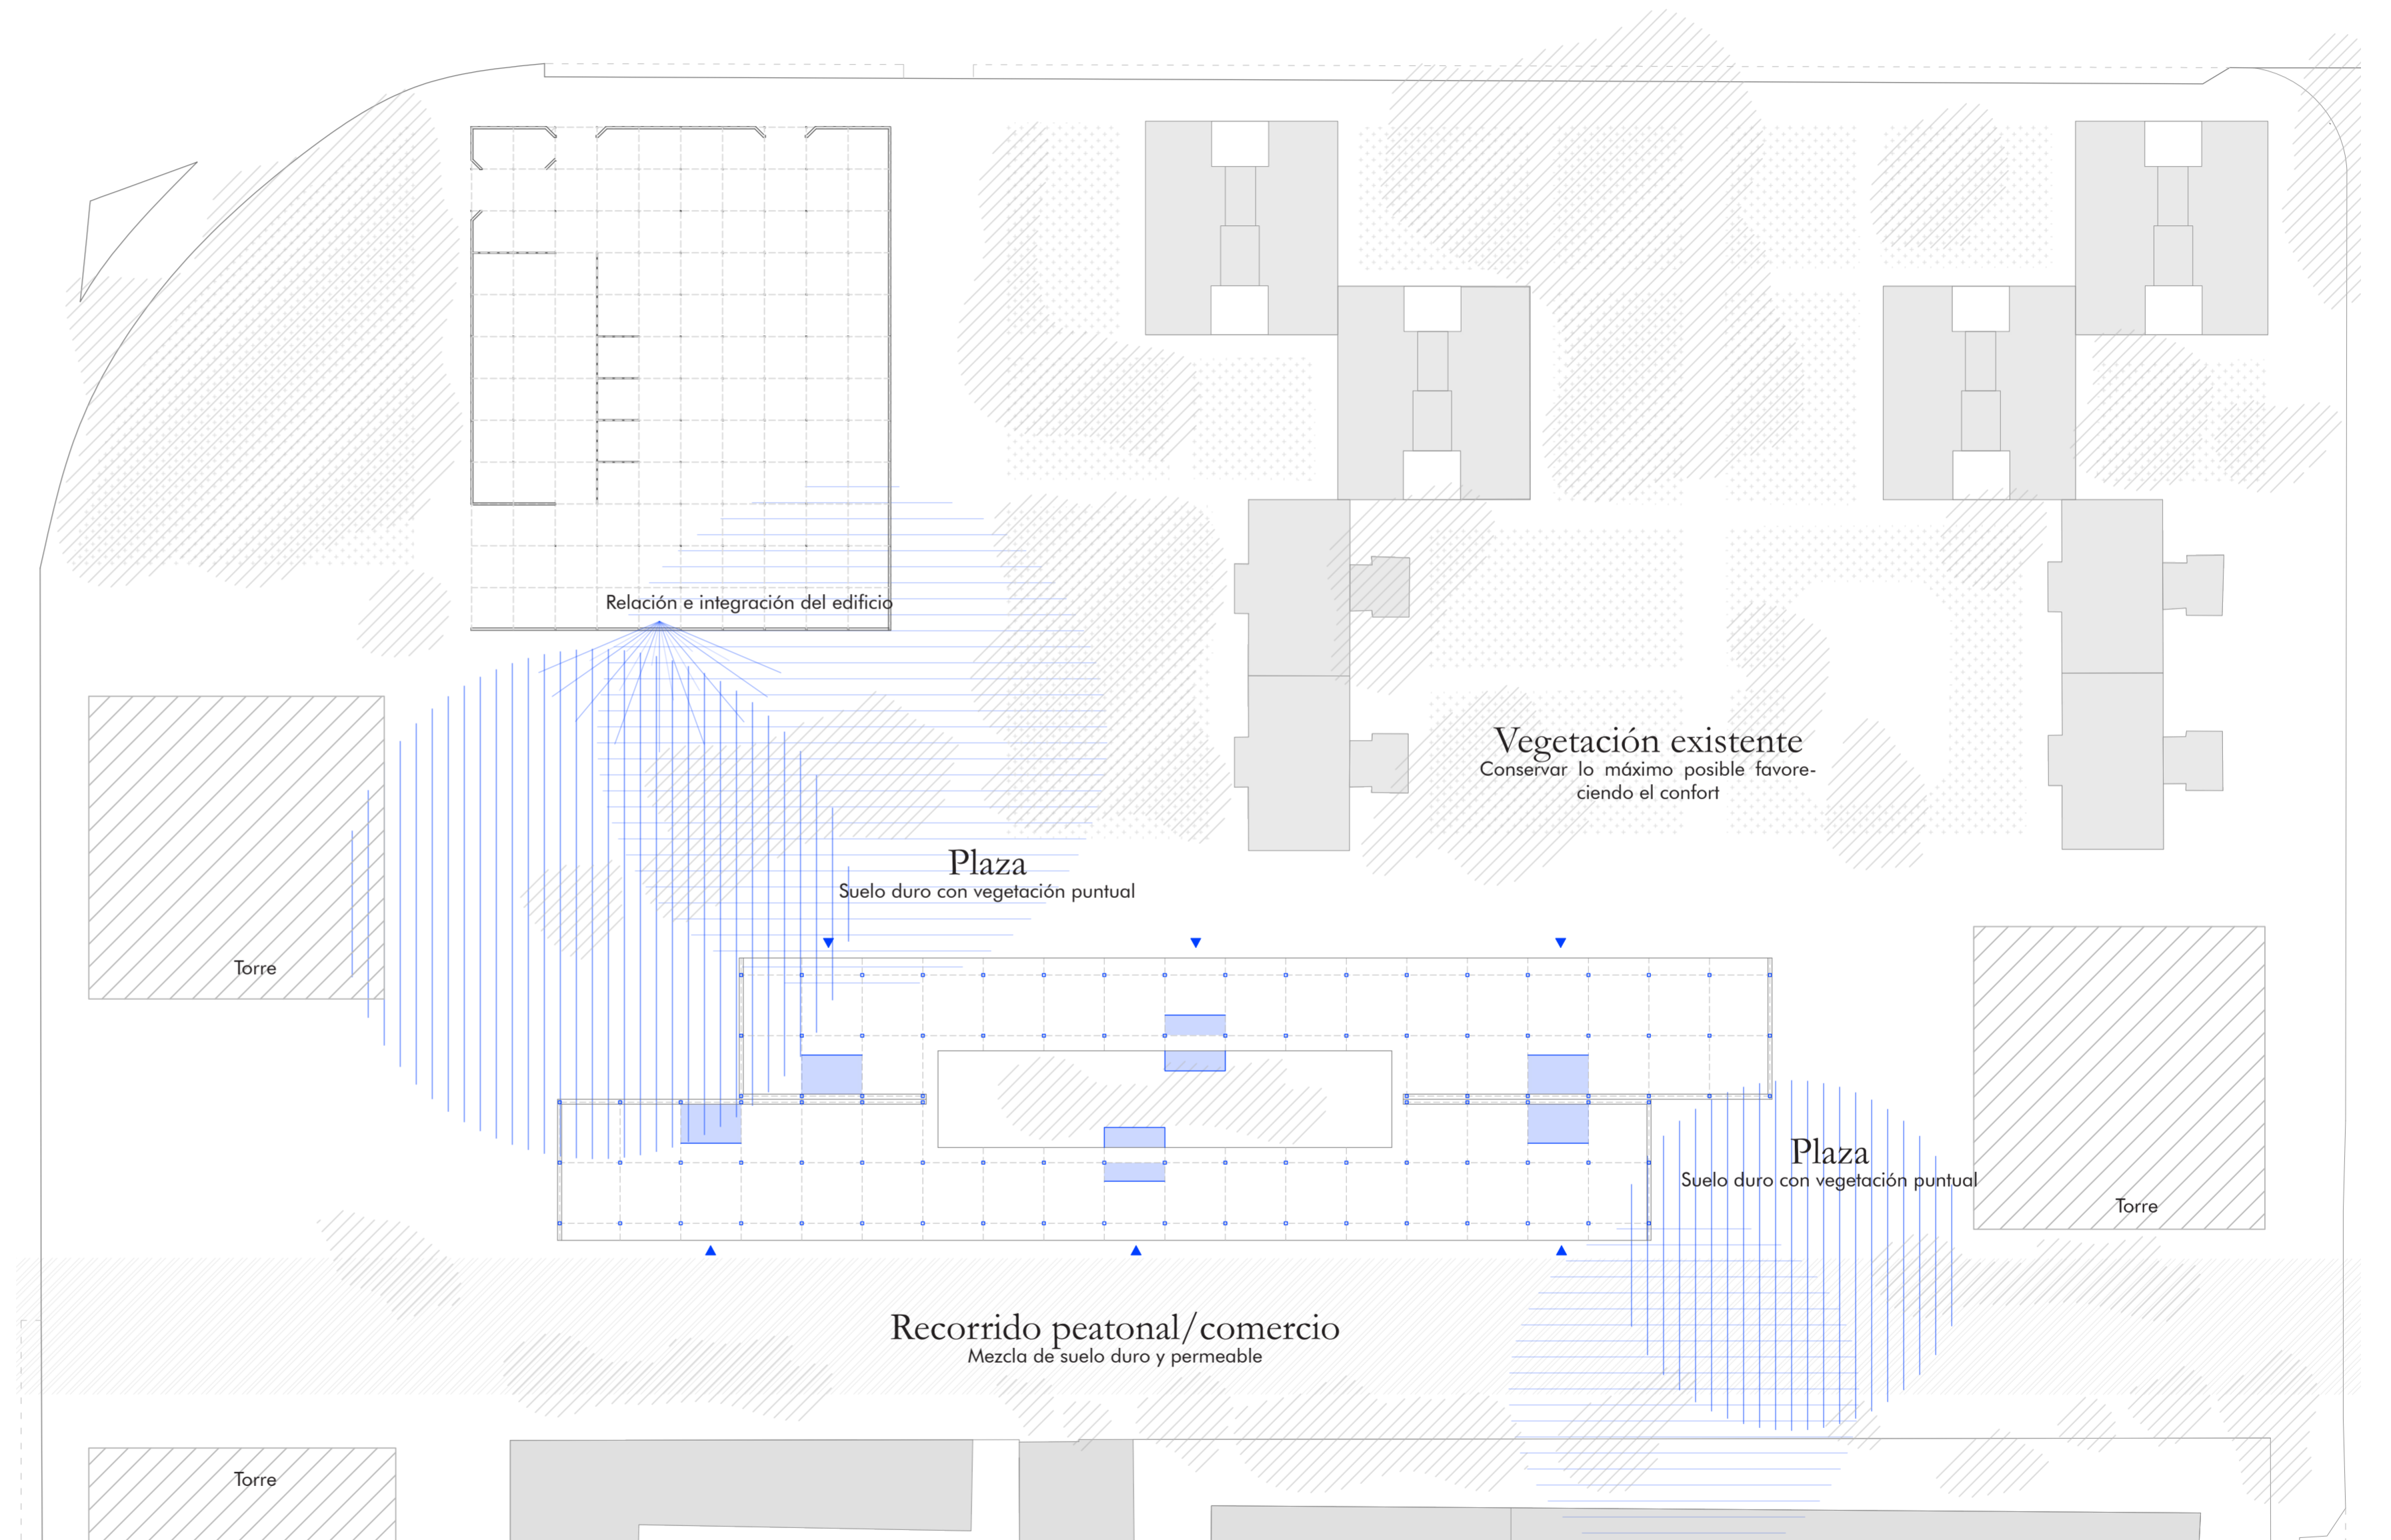 Relación e integración del edificio
Vegetación existente
Conservar lo máximo posible favore-
ciendo el confort
Plaza
Suelo duro con vegetación puntual
Torre
Plaza
Suelo duro con vegetación puntual
Torre
Recorrido peatonal/comercio
Mezcla de suelo duro y permeable
Torre